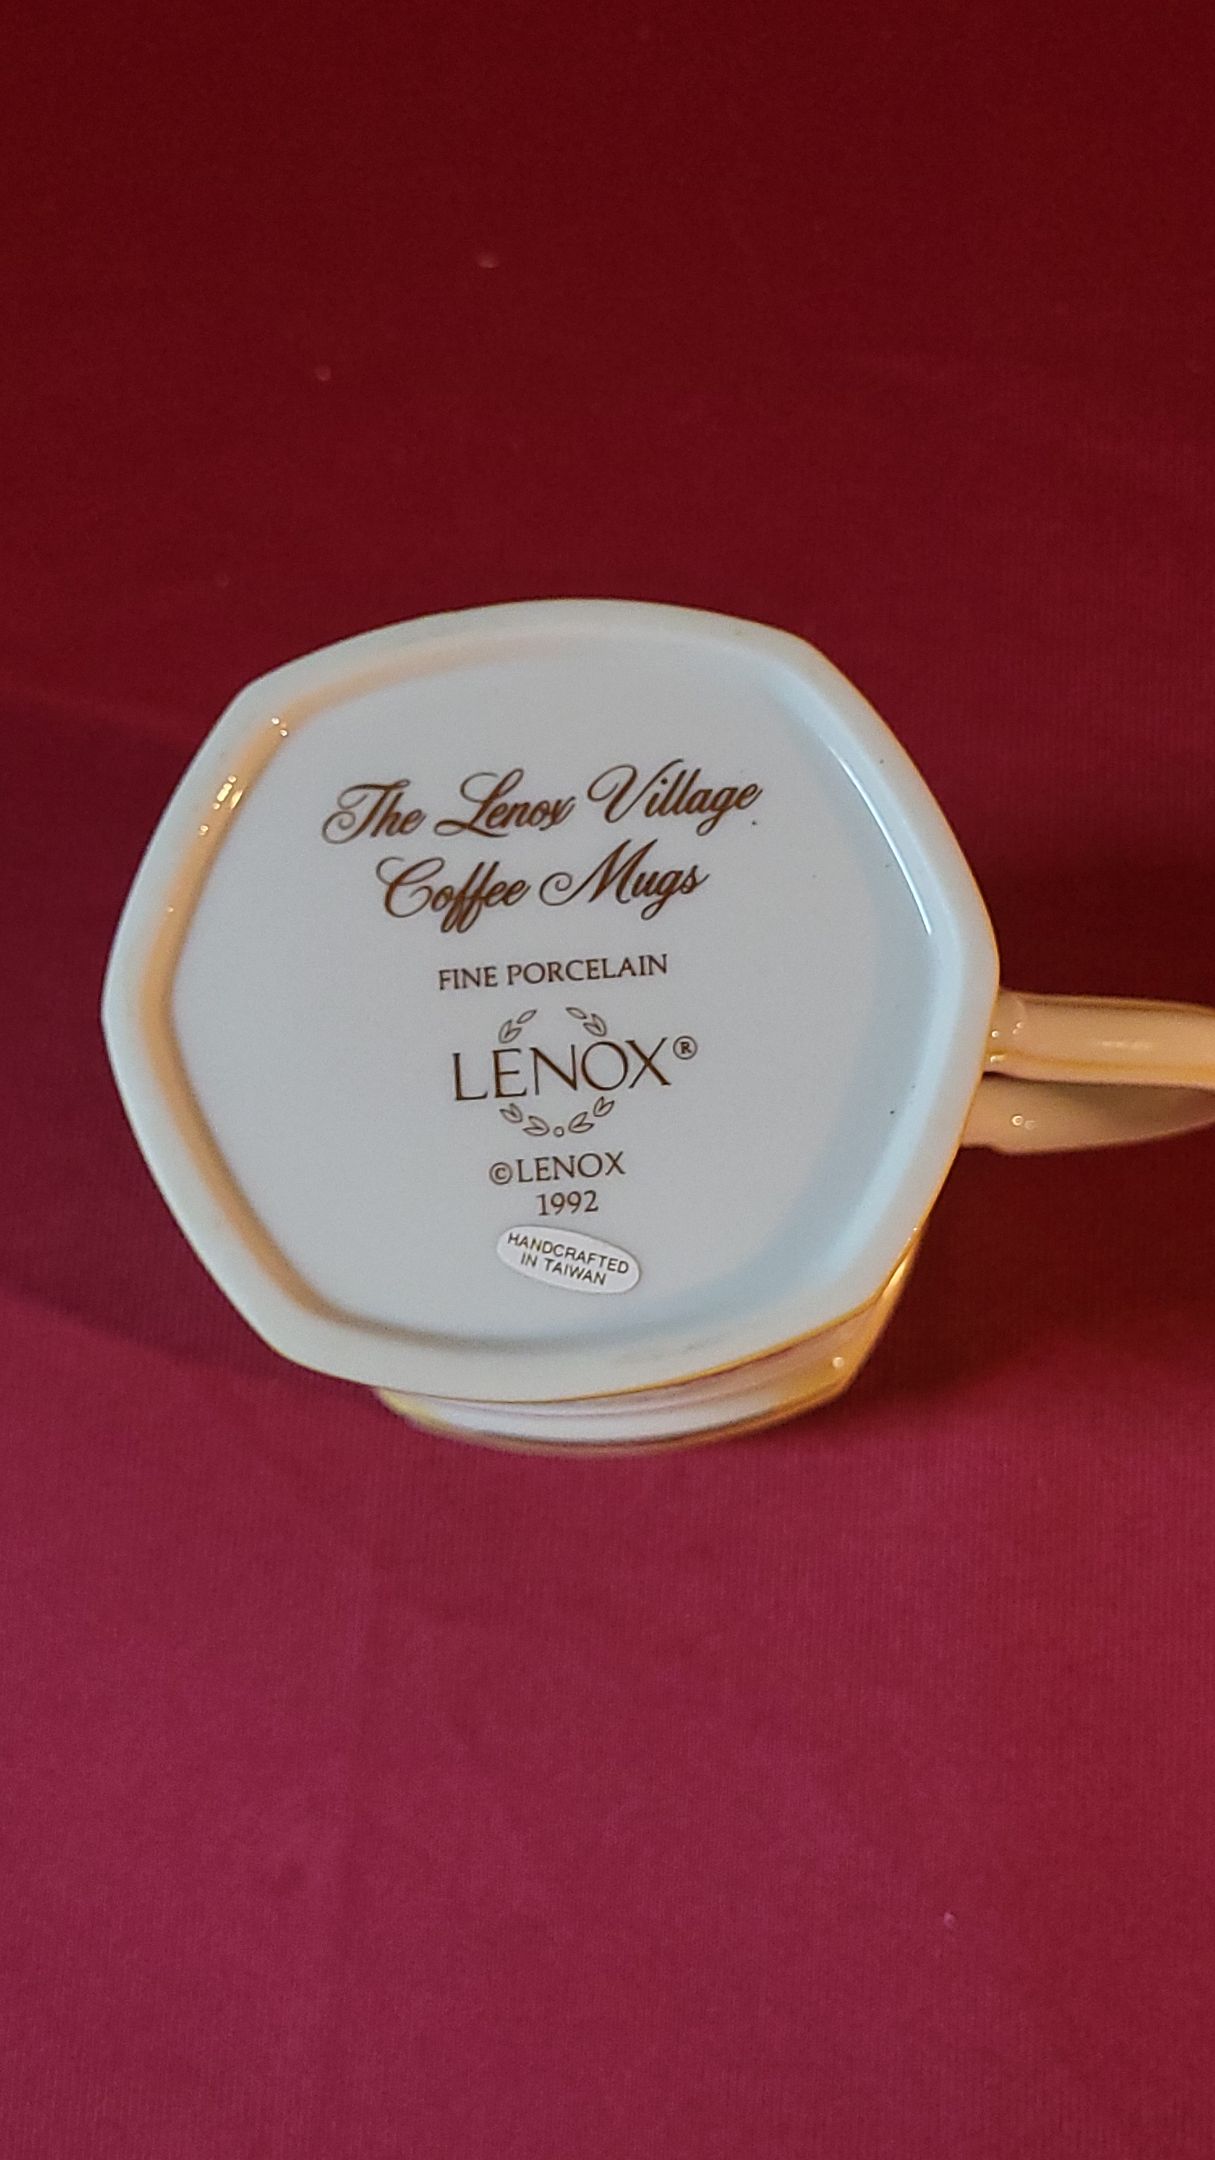 The Lenox Village
Coffee Mugs
FINE PORCELAIN
LENOX®
©LENOX
1992
HANDCRAFTED
IN TAIWAN